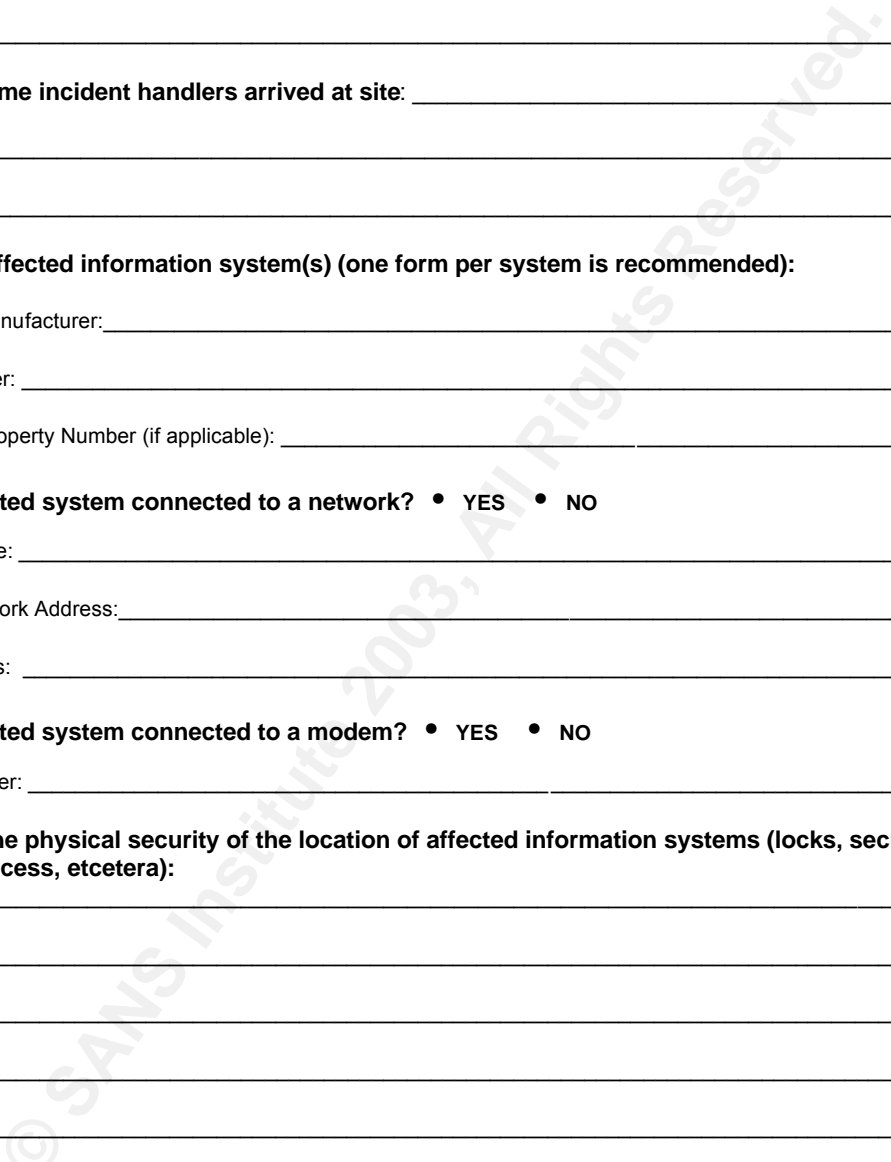 me incident handlers arrived at site:
ffected information system(s) (one form per system is recommended):
nufacturer:
er:
operty Number (if applicable):
ted system connected to a network? • YES • NO
e:
ork Address:
s:
ted system connected to a modem? • YES • NO
er:
he physical security of the location of affected information systems (locks, sec
cess, etcetera):
© SANS Institute 2003, All Rights Reserved.